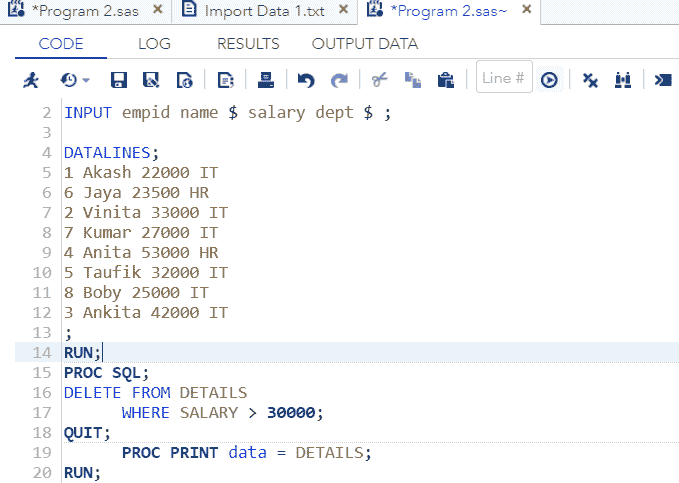 *Program 2.sas × Import Data 1.txt × *Program 2.sas~ ×
CODE LOG RESULTS OUTPUT DATA
Line #
2 INPUT empid name $ salary dept $ ;
3
4 DATALINES;
5 1 Akash 22000 IT
6 6 Jaya 23500 HR
7 2 Vinita 33000 IT
8 7 Kumar 27000 IT
9 4 Anita 53000 HR
10 5 Taufik 32000 IT
11 8 Boby 25000 IT
12 3 Ankita 42000 IT
13 ;
14 RUN;
15 PROC SQL;
16 DELETE FROM DETAILS
17 WHERE SALARY > 30000;
18 QUIT;
19 PROC PRINT data = DETAILS;
20 RUN;